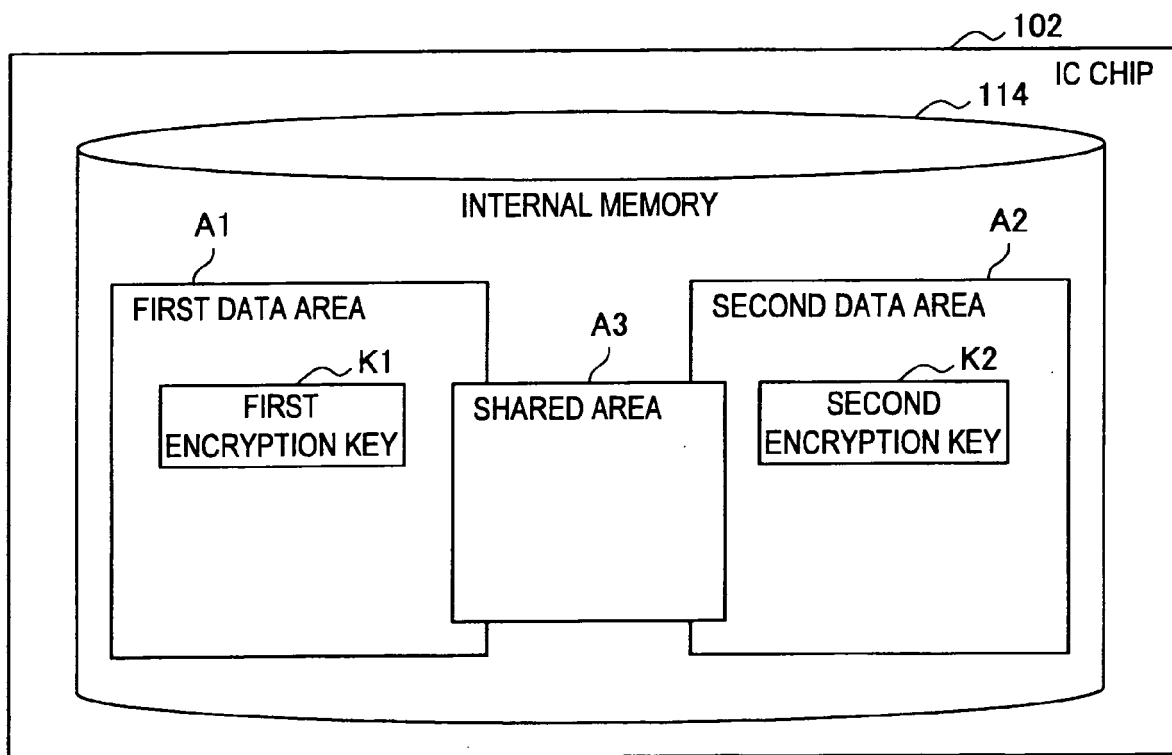 102
IC CHIP
114
INTERNAL MEMORY
A1
A2
FIRST DATA AREA
SECOND DATA AREA
A3
K1
K2
FIRST
ENCRYPTION KEY
SHARED AREA
SECOND
ENCRYPTION KEY